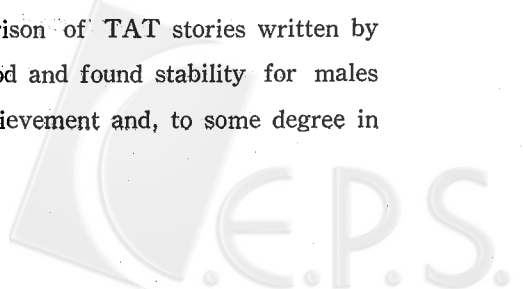 rison of TAT stories written by
od and found stability for males
ievement and, to some degree in
C.E.P.S.